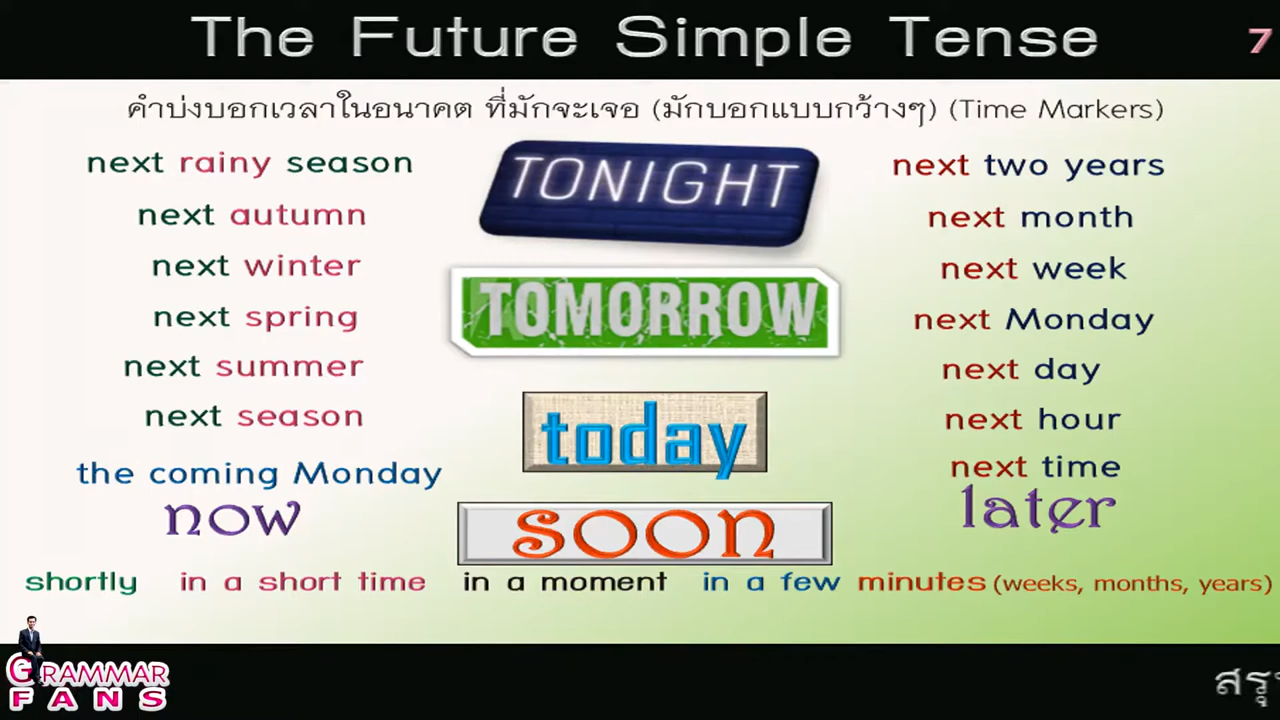 The Future Simple Tense
7
คำบ่งบอกเวลาในอนาคต ที่มักจะเจอ (มักบอกแบบกว้างๆ) (Time Markers)
next rainy season
next autumn
next winter
next spring
next summer
next season
the coming Monday
now
TONIGHT
TOMORROW
today
soon
next two years
next month
next week
next Monday
next day
next hour
next time
later
shortly in a short time in a moment in a few minutes (weeks, months, years)
GRAMMAR
FANS